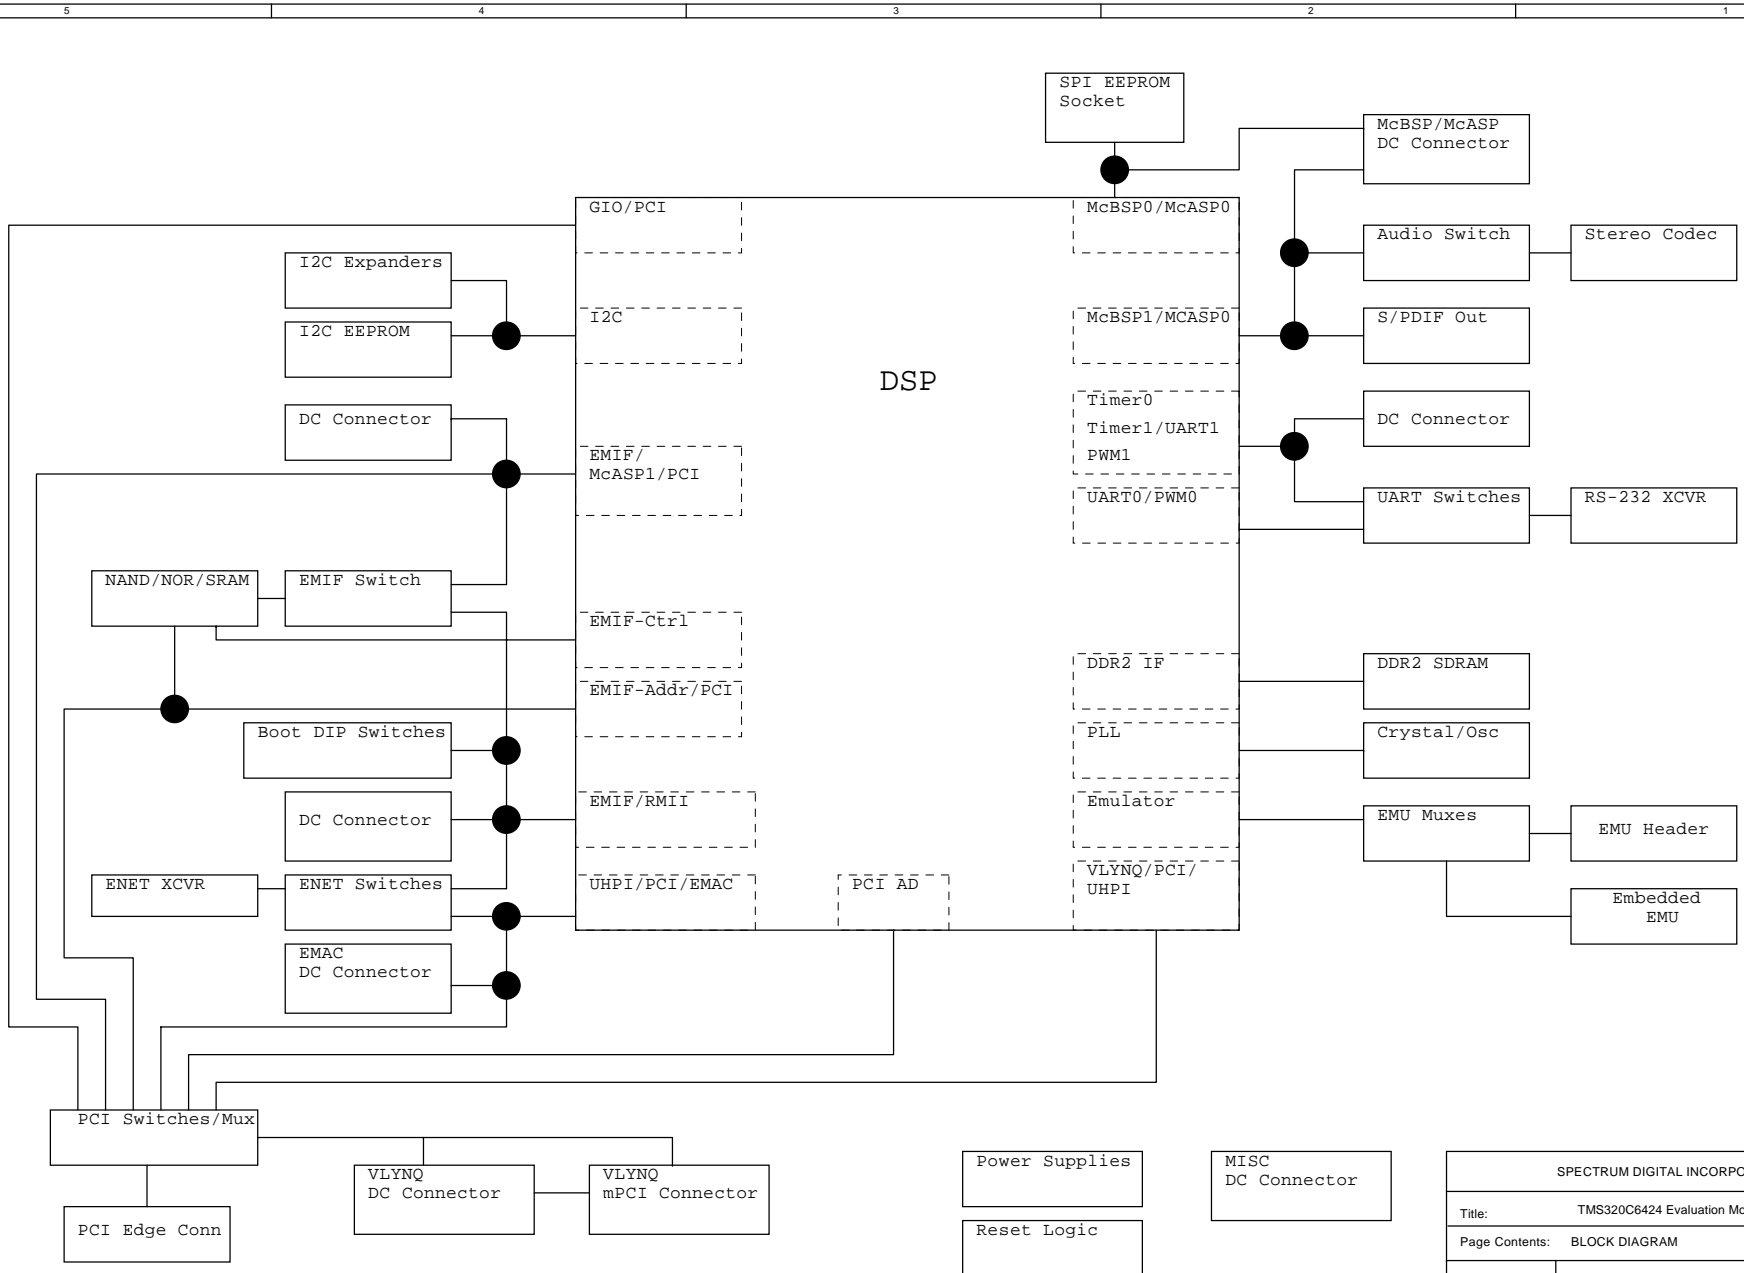 5 4 3 2 1
SPI EEPROM
Socket
McBSP/McASP
DC Connector
GIO/PCI
McBSP0/McASP0
Audio Switch
Stereo Codec
I2C Expanders
I2C EEPROM
I2C
McBSP1/MCASP0
S/PDIF Out
DSP
DC Connector
Timer0
Timer1/UART1
PWM1
DC Connector
EMIF/
McASP1/PCI
UART0/PWM0
UART Switches
RS-232 XCVR
NAND/NOR/SRAM
EMIF Switch
EMIF-Ctrl
DDR2 IF
DDR2 SDRAM
EMIF-Addr/PCI
Boot DIP Switches
PLL
Crystal/Osc
DC Connector
EMIF/RMII
Emulator
EMU Muxes
EMU Header
ENET XCVR
ENET Switches
UHPI/PCI/EMAC
PCI AD
VLYNQ/PCI/
UHPI
Embedded
EMU
EMAC
DC Connector
PCI Switches/Mux
VLYNQ
DC Connector
VLYNQ
mPCI Connector
Power Supplies
MISC
DC Connector
PCI Edge Conn
Reset Logic
SPECTRUM DIGITAL INCORPO
Title: TMS320C6424 Evaluation Mo
Page Contents: BLOCK DIAGRAM